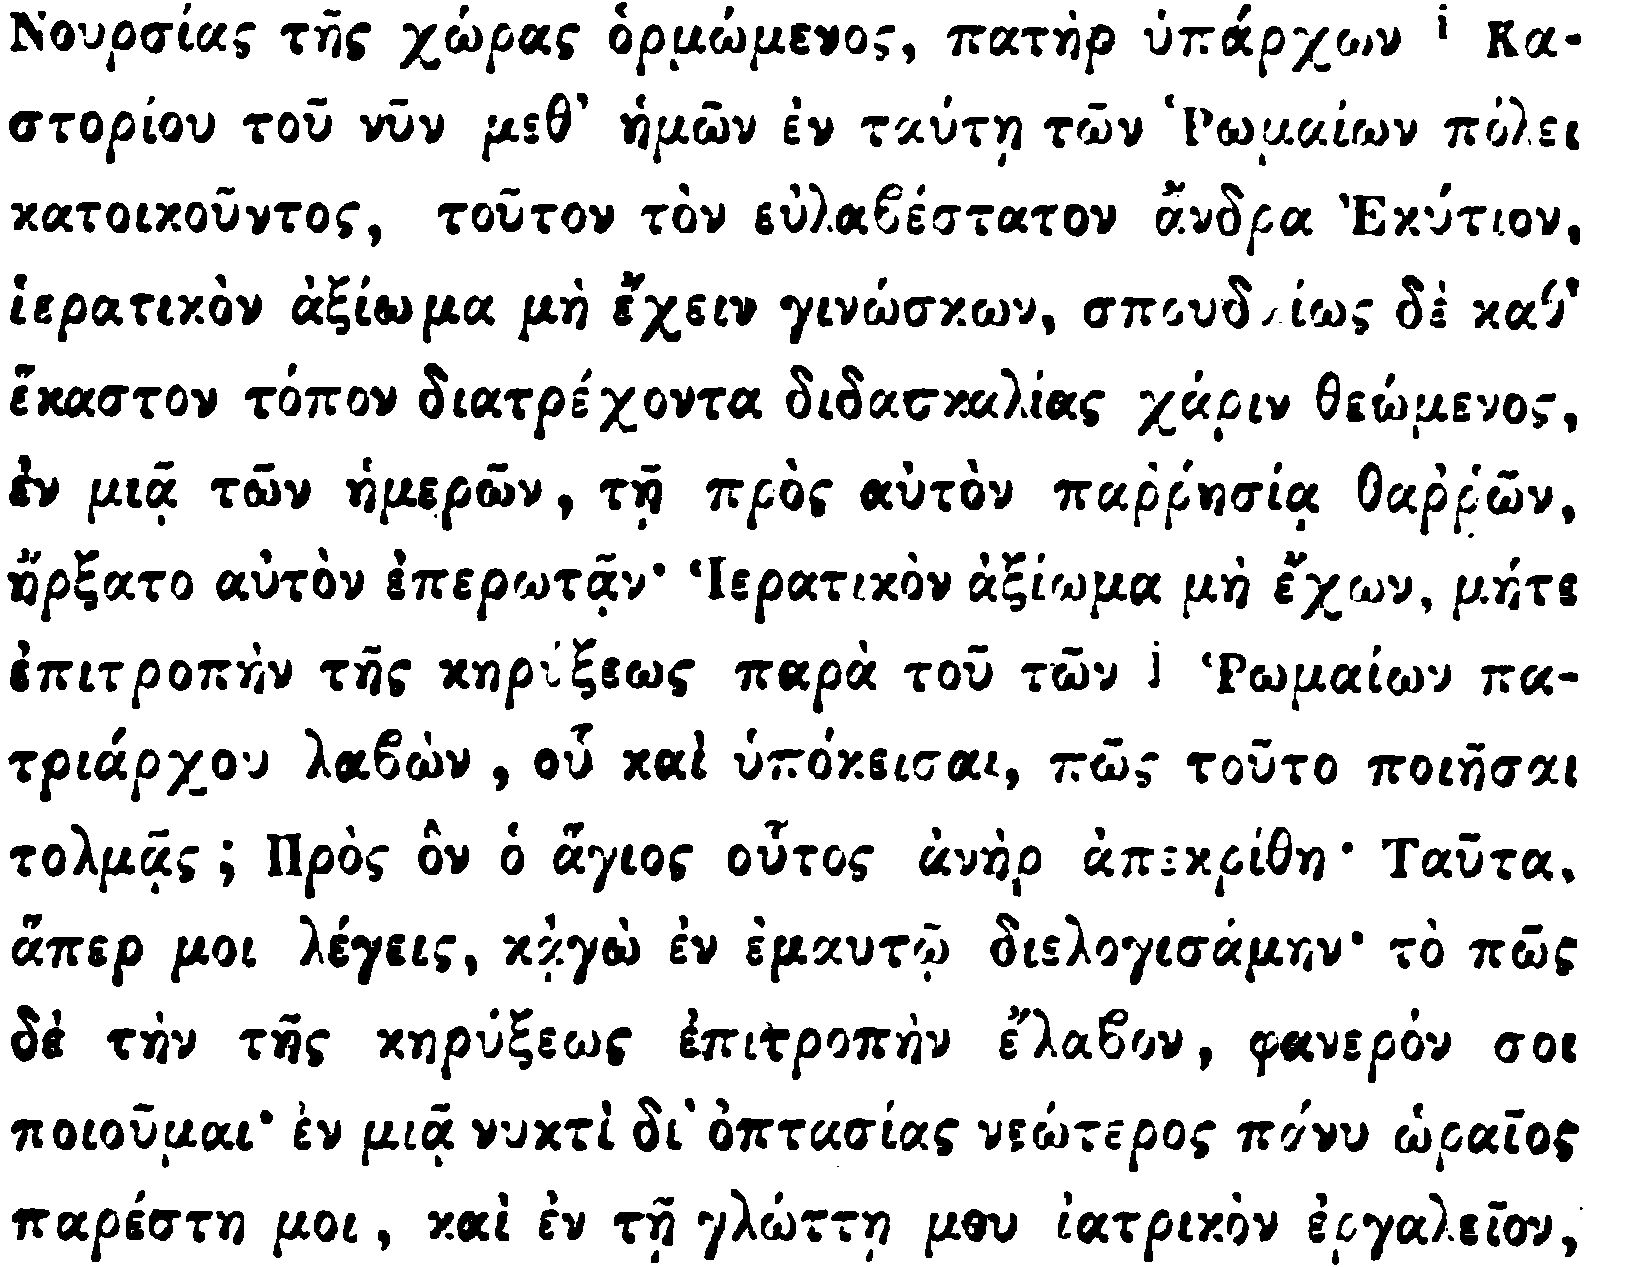 Νουρσίας τῆς χώρας ὁρμώμενος, πατὴρ ὑπάρχων i Κα-
στορίου τοῦ νῦν μεθ’ ἡμῶν ἐν ταύτῃ τῶν Ῥωμαίων πόλει
κατοικοῦντος, τοῦτον τὸν εὐλαϐέστατον ἄνδρα Ἐκύτιον,
ἱερατικὸν ἀξίωμα μὴ ἔχειν γινώσκων, σπουδαίως δὲ καθ’
ἕκαστον τόπον διατρέχοντα διδασκαλίας χάριν θεώμενος,
ἐν μιᾷ τῶν ἡμερῶν, τῇ πρὸς αὐτὸν παῤῥησίᾳ θαῤῥῶν,
ἤρξατο αὐτὸν ἐπερωτᾷν· Ἱερατικὸν ἀξίωμα μὴ ἔχων, μήτε
ἐπιτροπὴν τῆς κηρύξεως παρὰ τοῦ τῶν j Ῥωμαίων πα-
τριάρχου λαϐὼν, οὗ καὶ ὑπόκεισαι, πῶς τοῦτο ποιῆσαι
τολμᾷς; Πρὸς ὃν ὁ ἅγιος οὗτος ἀνὴρ ἀπεκρίθη· Ταῦτα,
ἅπερ μοι λέγεις, κᾀγὼ ἐν ἐμαυτῷ διελογισάμην· τὸ πῶς
δὲ τὴν τῆς κηρύξεως ἐπιτροπὴν ἔλαϐον, φανερόν σοι
ποιοῦμαι· ἐν μιᾷ νυκτὶ δι’ ὀπτασίας νεώτερος πάνυ ὡραῖος
παρέστη μοι, καὶ ἐν τῇ γλώττῃ μου ἰατρικὸν ἐργαλεῖον,